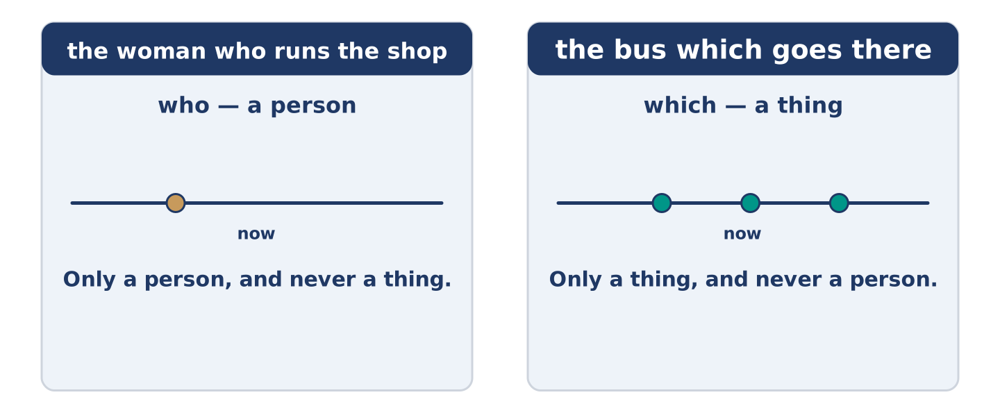 the woman who runs the shop
who — a person
now
Only a person, and never a thing.
the bus which goes there
which — a thing
now
Only a thing, and never a person.